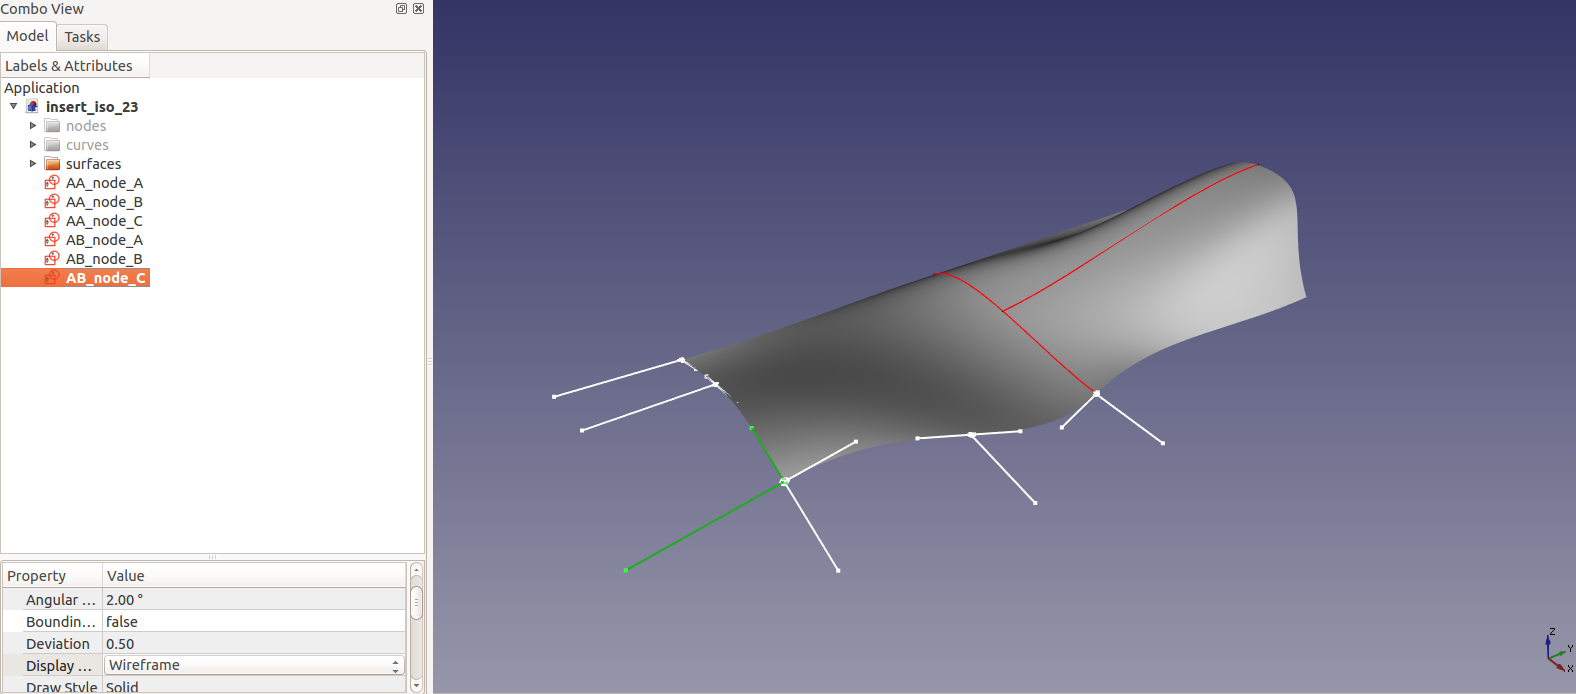 Combo View
Model Tasks
Labels & Attributes
Application
insert_iso_23
nodes
curves
surfaces
AA_node_A
AA_node_B
AA_node_C
AB_node_A
AB_node_B
AB_node_C
Property Value
Angular ... 2.00 °
Boundin... false
Deviation 0.50
Display ... Wireframe
Draw Style Solid
Z
Y
X